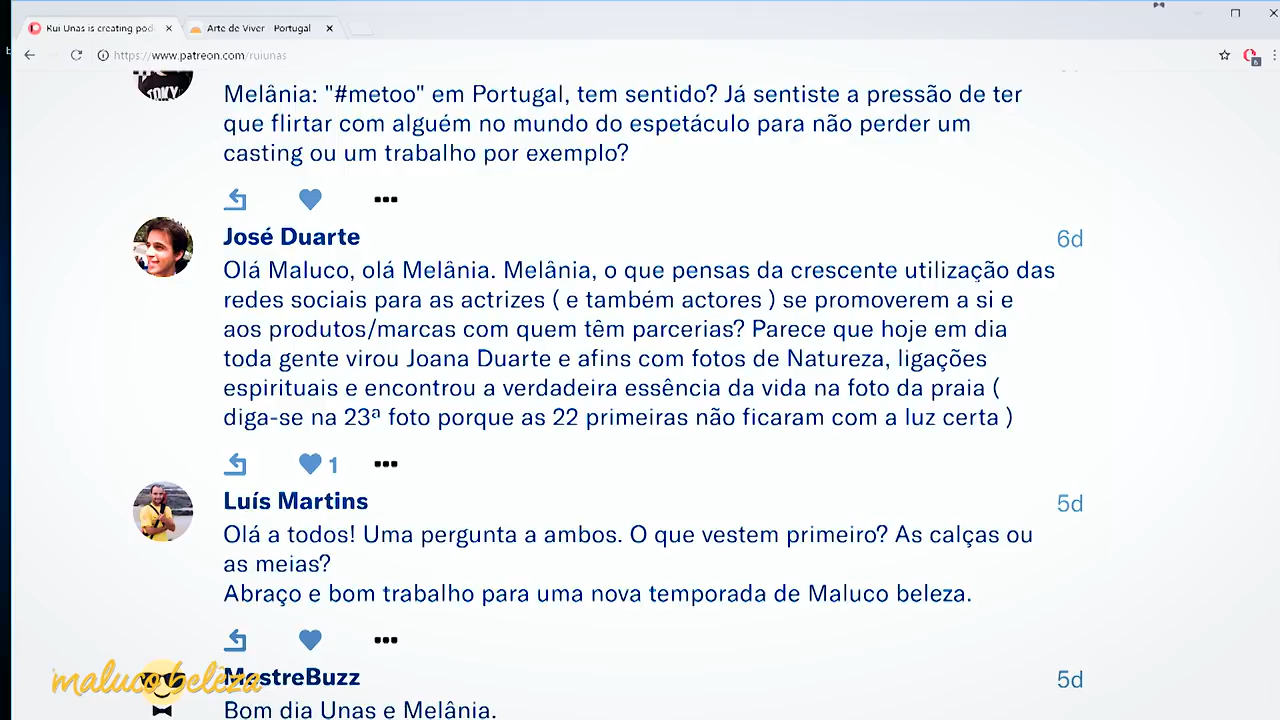 Rui Unas is creating pod
Arte de Viver - Portugal
https://www.patreon.com/ruiunas
Melânia: "#metoo" em Portugal, tem sentido? Já sentiste a pressão de ter
que flirtar com alguém no mundo do espetáculo para não perder um
casting ou um trabalho por exemplo?
José Duarte
6d
Olá Maluco, olá Melânia. Melânia, o que pensas da crescente utilização das
redes sociais para as actrizes ( e também actores ) se promoverem a si e
aos produtos/marcas com quem têm parcerias? Parece que hoje em dia
toda gente virou Joana Duarte e afins com fotos de Natureza, ligações
espirituais e encontrou a verdadeira essência da vida na foto da praia (
diga-se na 23ª foto porque as 22 primeiras não ficaram com a luz certa )
1
Luís Martins
5d
Olá a todos! Uma pergunta a ambos. O que vestem primeiro? As calças ou
as meias?
Abraço e bom trabalho para uma nova temporada de Maluco beleza.
MestreBuzz
5d
maluco beleza
Bom dia Unas e Melânia.